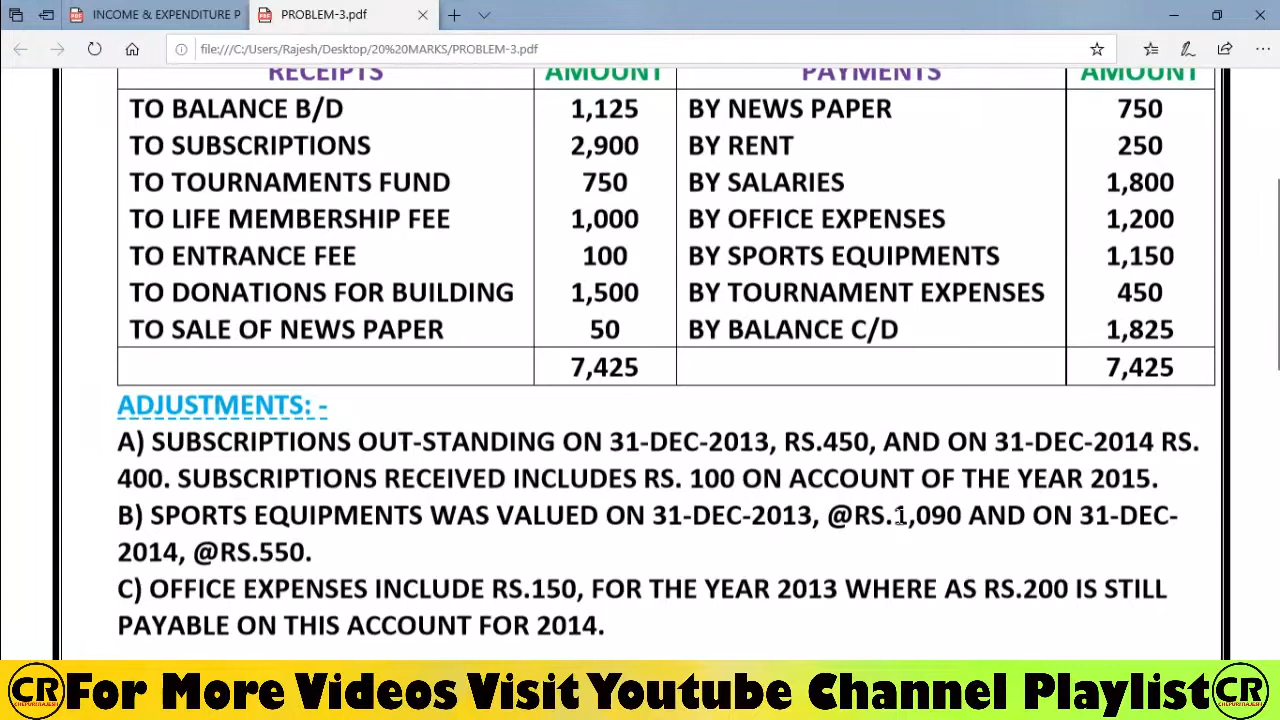 INCOME & EXPENDITURE P
PROBLEM-3.pdf
file:///C:/Users/Rajesh/Desktop/20%20MARKS/PROBLEM-3.pdf
RECEIPTS AMOUNT PAYMENTS AMOUNT
TO BALANCE B/D 1,125 BY NEWS PAPER 750
TO SUBSCRIPTIONS 2,900 BY RENT 250
TO TOURNAMENTS FUND 750 BY SALARIES 1,800
TO LIFE MEMBERSHIP FEE 1,000 BY OFFICE EXPENSES 1,200
TO ENTRANCE FEE 100 BY SPORTS EQUIPMENTS 1,150
TO DONATIONS FOR BUILDING 1,500 BY TOURNAMENT EXPENSES 450
TO SALE OF NEWS PAPER 50 BY BALANCE C/D 1,825
7,425 7,425
ADJUSTMENTS: -
A) SUBSCRIPTIONS OUT-STANDING ON 31-DEC-2013, RS.450, AND ON 31-DEC-2014 RS.
400. SUBSCRIPTIONS RECEIVED INCLUDES RS. 100 ON ACCOUNT OF THE YEAR 2015.
B) SPORTS EQUIPMENTS WAS VALUED ON 31-DEC-2013, @RS.1,090 AND ON 31-DEC-
2014, @RS.550.
C) OFFICE EXPENSES INCLUDE RS.150, FOR THE YEAR 2013 WHERE AS RS.200 IS STILL
PAYABLE ON THIS ACCOUNT FOR 2014.
CR For More Videos Visit Youtube Channel Playlist CR
CHEPURI RAJESH CHEPURI RAJESH